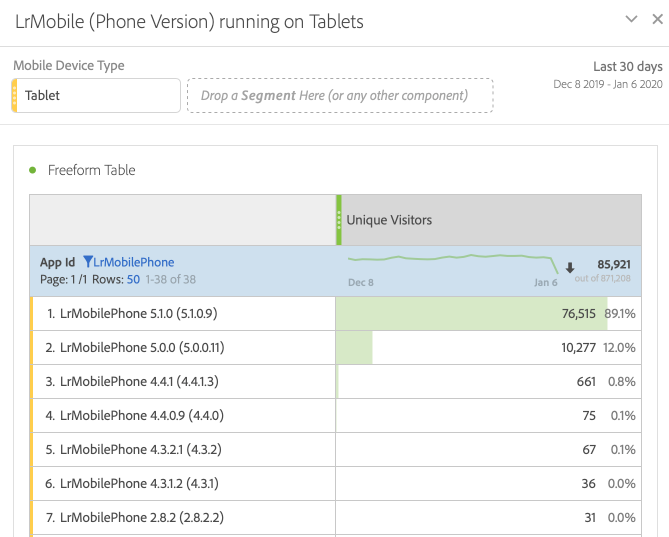 LrMobile (Phone Version) running on Tablets
Mobile Device Type
Tablet
Drop a Segment Here (or any other component)
Last 30 days
Dec 8 2019 - Jan 6 2020
Freeform Table
Unique Visitors
App Id LrMobilePhone
Page: 1 /1 Rows: 50 1-38 of 38
Dec 8
Jan 6
85,921
out of 871,208
1. LrMobilePhone 5.1.0 (5.1.0.9) 76,515 89.1%
2. LrMobilePhone 5.0.0 (5.0.0.11) 10,277 12.0%
3. LrMobilePhone 4.4.1 (4.4.1.3) 661 0.8%
4. LrMobilePhone 4.4.0.9 (4.4.0) 75 0.1%
5. LrMobilePhone 4.3.2.1 (4.3.2) 67 0.1%
6. LrMobilePhone 4.3.1.2 (4.3.1) 36 0.0%
7. LrMobilePhone 2.8.2 (2.8.2.2) 31 0.0%